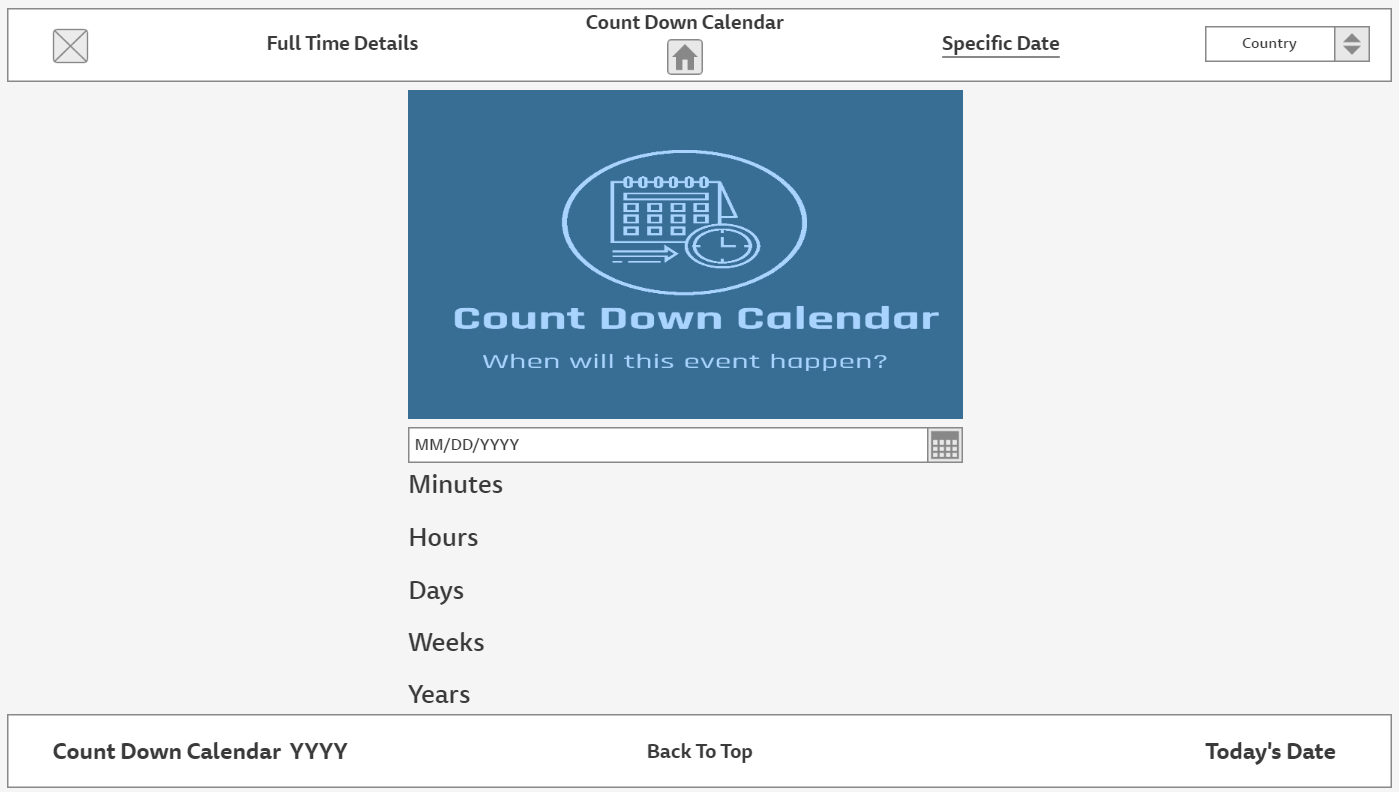 Full Time Details
Count Down Calendar
Specific Date
Country
Count Down Calendar
When will this event happen?
MM/DD/YYYY
Minutes
Hours
Days
Weeks
Years
Count Down Calendar YYYY
Back To Top
Today's Date